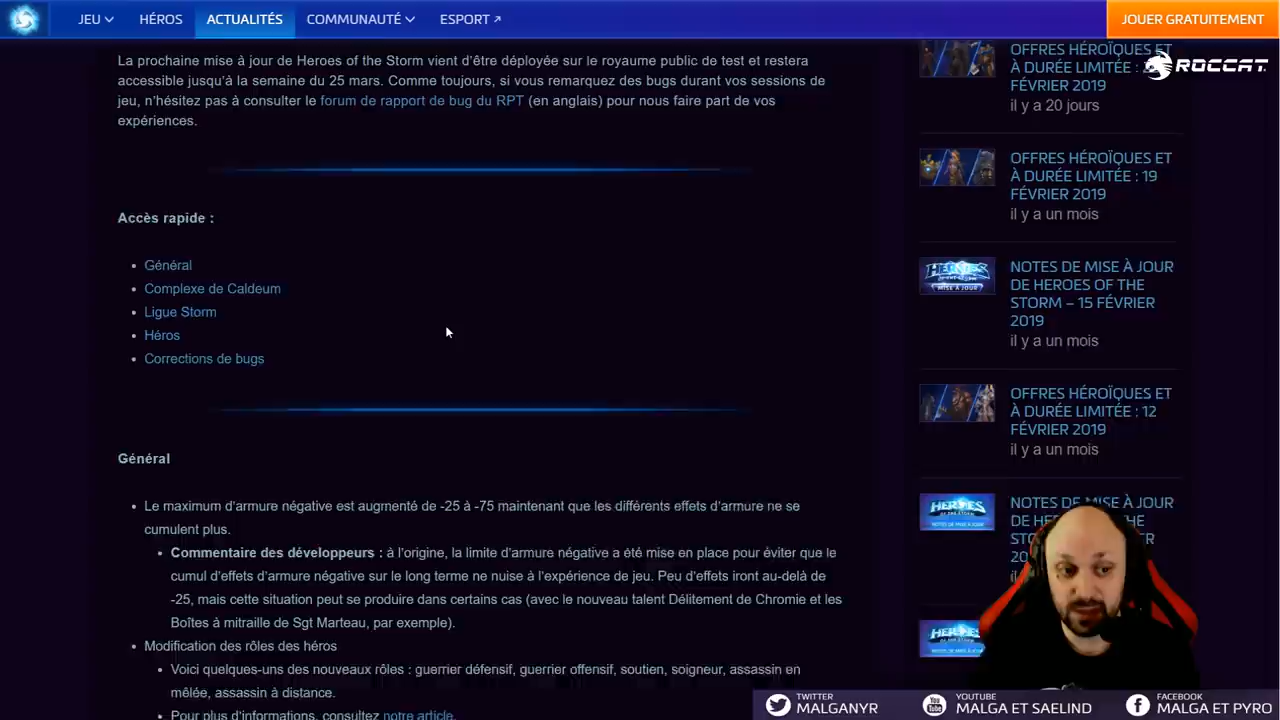 JEU
HÉROS
ACTUALITÉS
COMMUNAUTÉ
ESPORT
JOUER GRATUITEMENT
La prochaine mise à jour de Heroes of the Storm vient d'être déployée sur le royaume public de test et restera
accessible jusqu'à la semaine du 25 mars. Comme toujours, si vous remarquez des bugs durant vos sessions de
jeu, n'hésitez pas à consulter le forum de rapport de bug du RPT (en anglais) pour nous faire part de vos
expériences.
Accès rapide :
• Général
• Complexe de Caldeum
• Ligue Storm
• Héros
• Corrections de bugs
Général
• Le maximum d'armure négative est augmenté de -25 à -75 maintenant que les différents effets d'armure ne se
cumulent plus.
• Commentaire des développeurs : à l'origine, la limite d'armure négative a été mise en place pour éviter que le
cumul d'effets d'armure négative sur le long terme ne nuise à l'expérience de jeu. Peu d'effets iront au-delà de
-25, mais cette situation peut se produire dans certains cas (avec le nouveau talent Délitement de Chromie et les
Boîtes à mitraille de Sgt Marteau, par exemple).
• Modification des rôles des héros
• Voici quelques-uns des nouveaux rôles : guerrier défensif, guerrier offensif, soutien, soigneur, assassin en
mêlée, assassin à distance.
• Pour plus d'informations, consultez notre article.
OFFRES HÉROÏQUES ET
À DURÉE LIMITÉE :
FÉVRIER 2019
il y a 20 jours
ROCCAT
OFFRES HÉROÏQUES ET
À DURÉE LIMITÉE : 19
FÉVRIER 2019
il y a un mois
HEROES
MISE À JOUR
NOTES DE MISE À JOUR
DE HEROES OF THE
STORM – 15 FÉVRIER
2019
il y a un mois
OFFRES HÉROÏQUES ET
À DURÉE LIMITÉE : 12
FÉVRIER 2019
il y a un mois
HEROES
NOTES DE MISE À JOUR
TWITTER
MALGANYR
YOUTUBE
MALGA ET SAELIND
FACEBOOK
MALGA ET PYRO